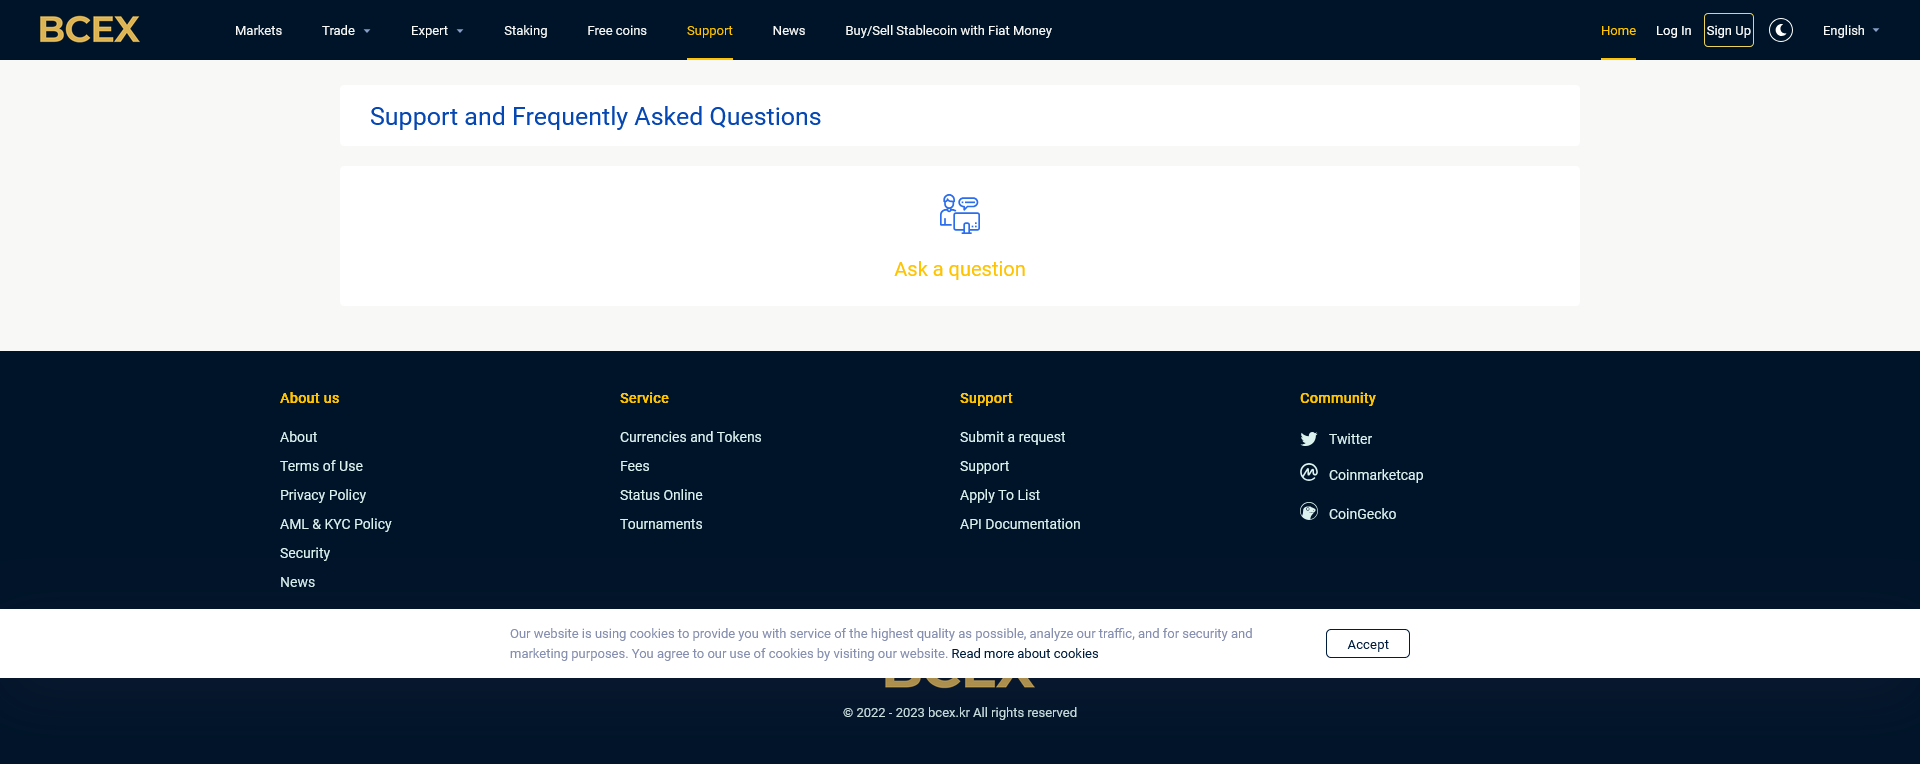 BCEX
Markets
Trade
Expert
Staking
Free coins
Support
News
Buy/Sell Stablecoin with Fiat Money
Home
Log In
Sign Up
English
Support and Frequently Asked Questions
Ask a question
About us
About
Terms of Use
Privacy Policy
AML & KYC Policy
Security
News
Service
Currencies and Tokens
Fees
Status Online
Tournaments
Support
Submit a request
Support
Apply To List
API Documentation
Community
Twitter
Coinmarketcap
CoinGecko
Our website is using cookies to provide you with service of the highest quality as possible, analyze our traffic, and for security and
marketing purposes. You agree to our use of cookies by visiting our website. Read more about cookies
Accept
BCEX
© 2022 - 2023 bcex.kr All rights reserved